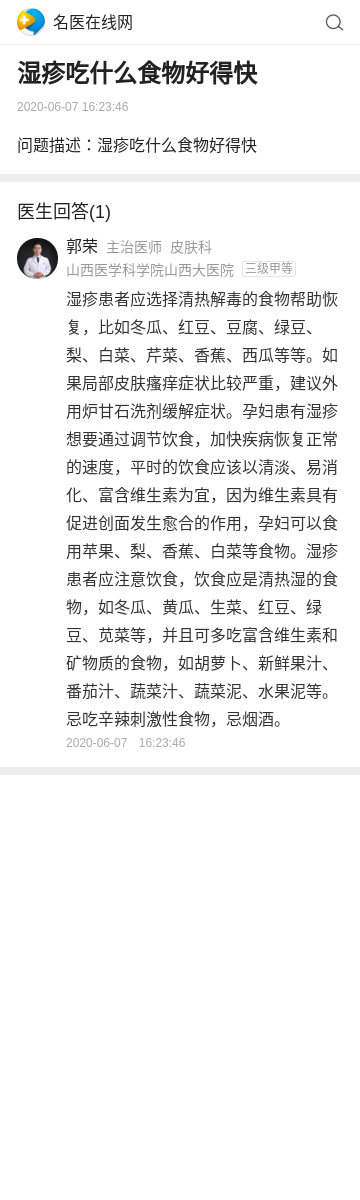 名医在线网
湿疹吃什么食物好得快
2020-06-07 16:23:46
问题描述：湿疹吃什么食物好得快
医生回答(1)
郭荣 主治医师 皮肤科
山西医学科学院山西大医院 三级甲等
湿疹患者应选择清热解毒的食物帮助恢
复，比如冬瓜、红豆、豆腐、绿豆、
梨、白菜、芹菜、香蕉、西瓜等等。如
果局部皮肤瘙痒症状比较严重，建议外
用炉甘石洗剂缓解症状。孕妇患有湿疹
想要通过调节饮食，加快疾病恢复正常
的速度，平时的饮食应该以清淡、易消
化、富含维生素为宜，因为维生素具有
促进创面发生愈合的作用，孕妇可以食
用苹果、梨、香蕉、白菜等食物。湿疹
患者应注意饮食，饮食应是清热湿的食
物，如冬瓜、黄瓜、生菜、红豆、绿
豆、苋菜等，并且可多吃富含维生素和
矿物质的食物，如胡萝卜、新鲜果汁、
番茄汁、蔬菜汁、蔬菜泥、水果泥等。
忌吃辛辣刺激性食物，忌烟酒。
2020-06-07 16:23:46